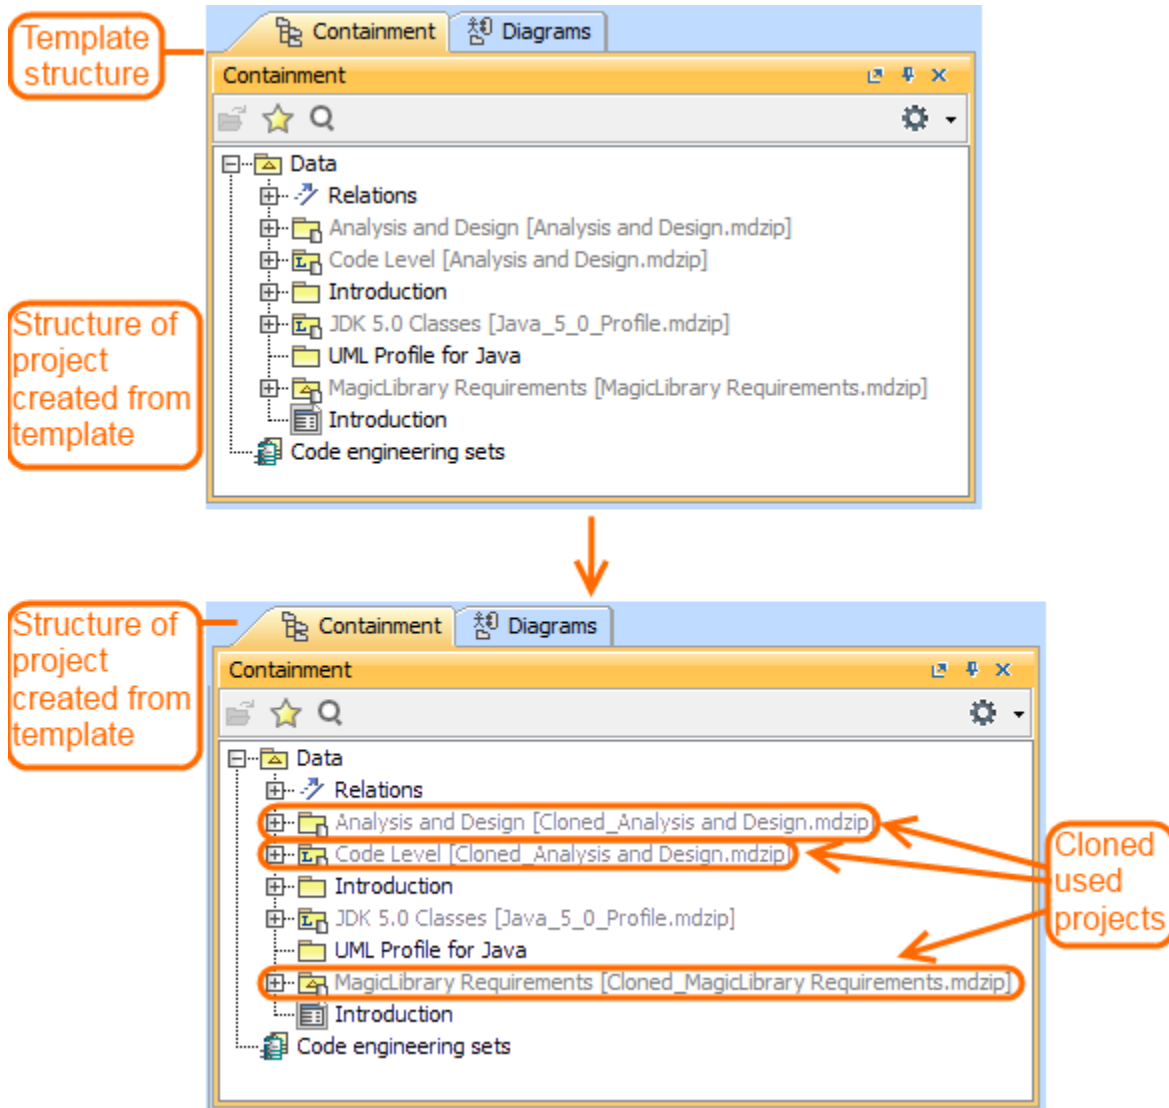 Template
structure
Containment
Diagrams
Containment
Data
Relations
Analysis and Design [Analysis and Design.mdzip]
Code Level [Analysis and Design.mdzip]
Introduction
JDK 5.0 Classes [Java_5_0_Profile.mdzip]
UML Profile for Java
MagicLibrary Requirements [MagicLibrary Requirements.mdzip]
Introduction
Code engineering sets
Structure of
project
created from
template
Structure of
project
created from
template
Containment
Diagrams
Containment
Data
Relations
Analysis and Design [Cloned_Analysis and Design.mdzip]
Code Level [Cloned_Analysis and Design.mdzip]
Introduction
JDK 5.0 Classes [Java_5_0_Profile.mdzip]
UML Profile for Java
MagicLibrary Requirements [Cloned_MagicLibrary Requirements.mdzip]
Introduction
Code engineering sets
Cloned
used
projects